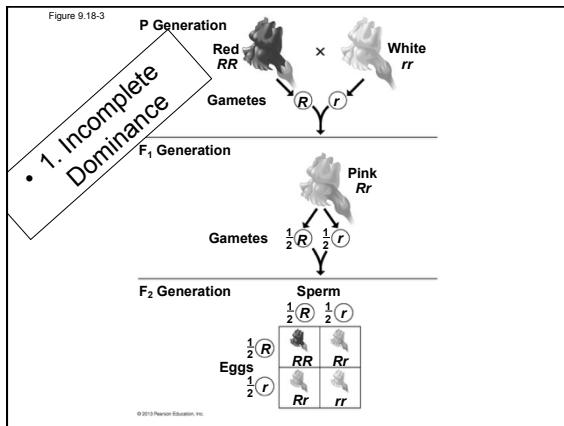 Figure 9.18-3
P Generation
Red
RR
×
White
rr
Gametes
R
r
• 1. Incomplete
Dominance
F₁ Generation
Pink
Rr
Gametes
1/2 R 1/2 r
F₂ Generation
Sperm
1/2 R 1/2 r
1/2 R
RR
Rr
Eggs
1/2 r
Rr
rr
© 2013 Pearson Education, Inc.